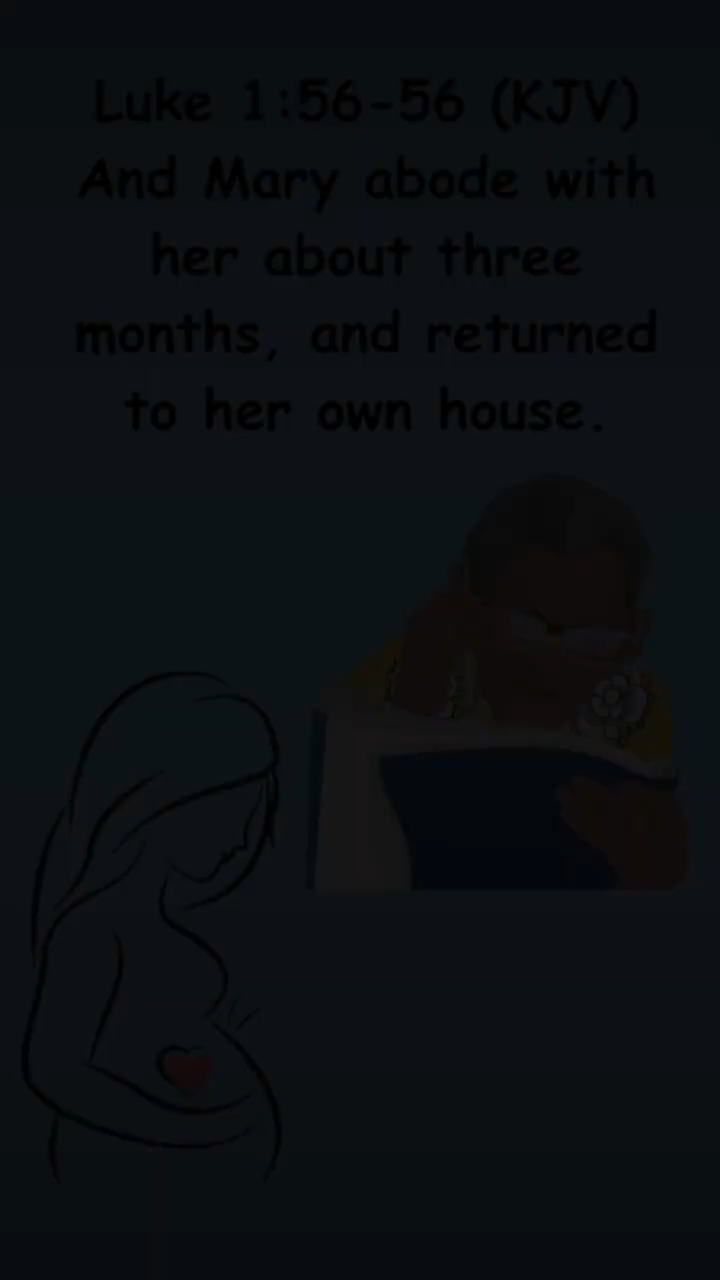 Luke 1:56-56 (KJV)
And Mary abode with
her about three
months, and returned
to her own house.